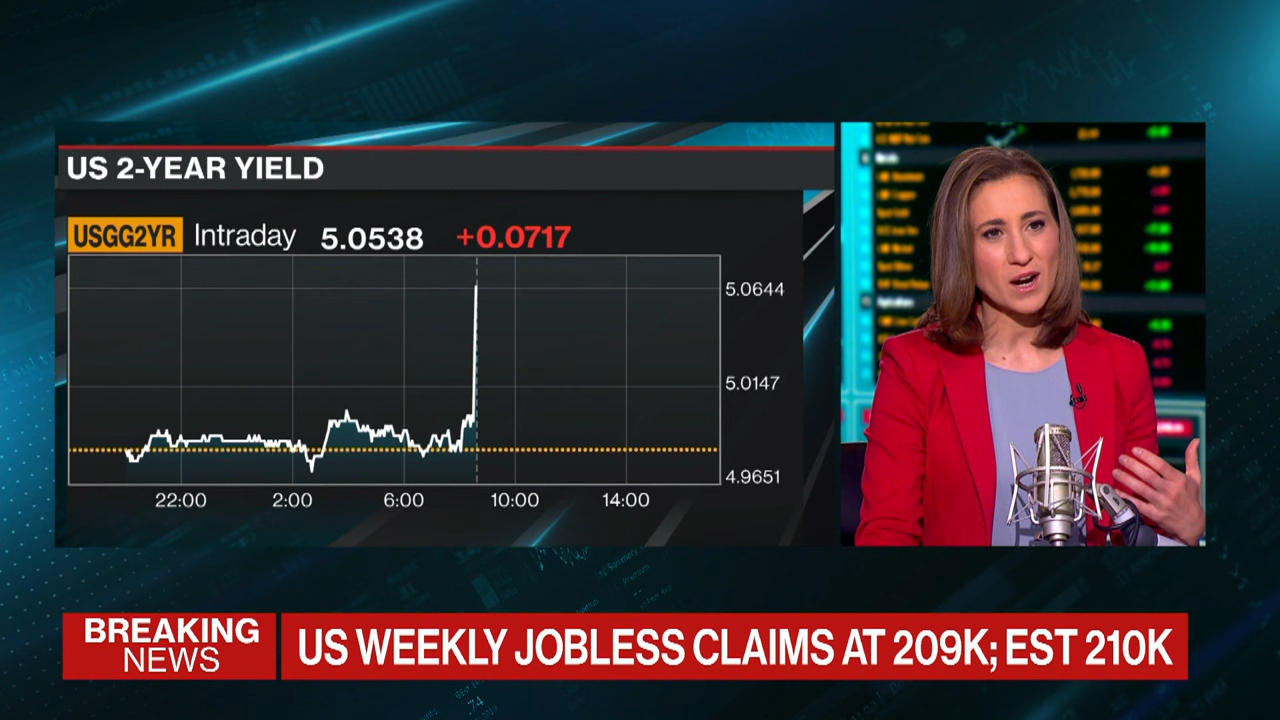 US 2-YEAR YIELD
USGG2YR Intraday 5.0538 +0.0717
5.0644
5.0147
4.9651
22:00 2:00 6:00 10:00 14:00
BREAKING
NEWS
US WEEKLY JOBLESS CLAIMS AT 209K; EST 210K